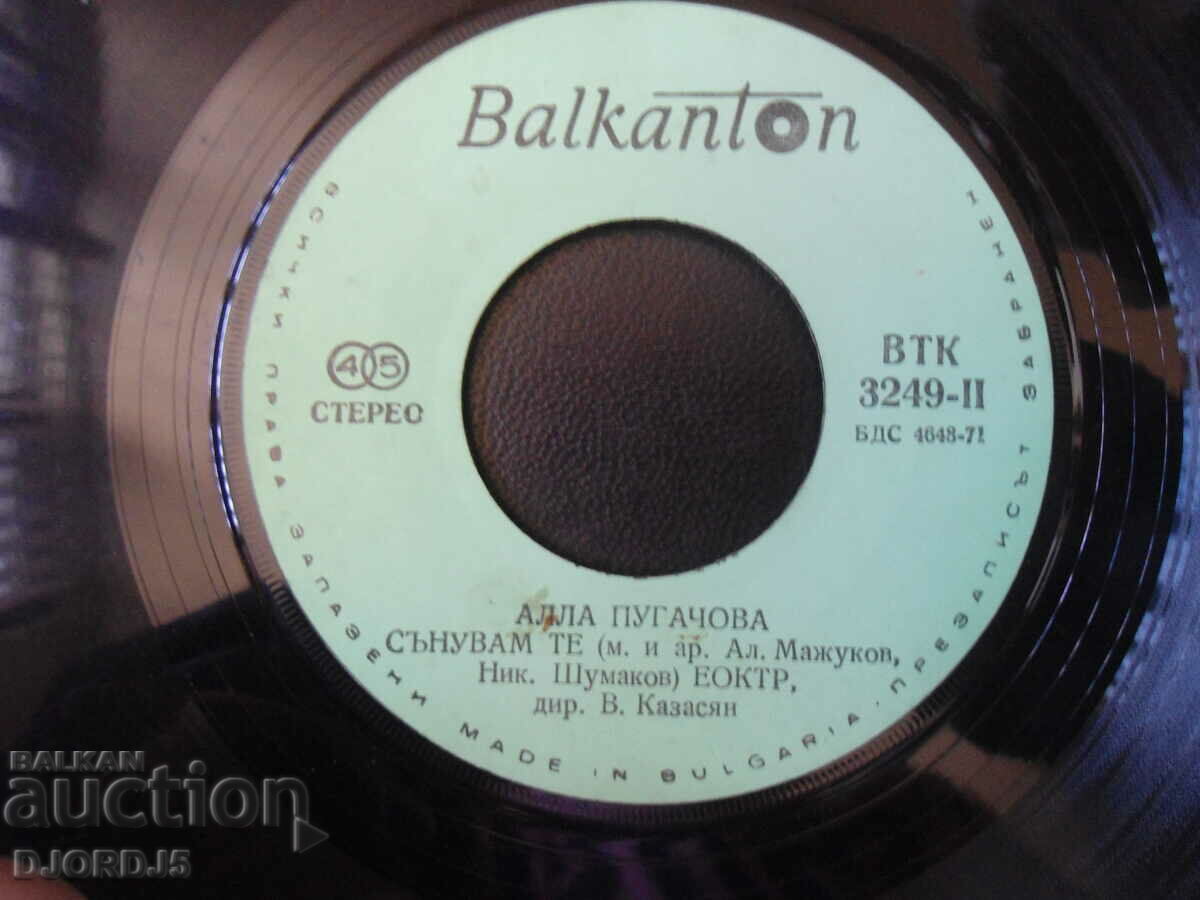 Balkanton
45
СТЕРЕО
ВТК
3249-II
БДС 4648-71
АЛЛА ПУГАЧОВА
СЪНУВАМ ТЕ (м. и ар. Ал. Мажуков,
Ник. Шумаков) ЕОКТР,
дир. В. Казасян
ВСИЧКИ ПРАВА ЗАПАЗЕНИ MADE IN BULGARIA, ПРЕЗАПИСЪТ ЗАБРАНЕН
BALKAN
auction
DJORDJ5